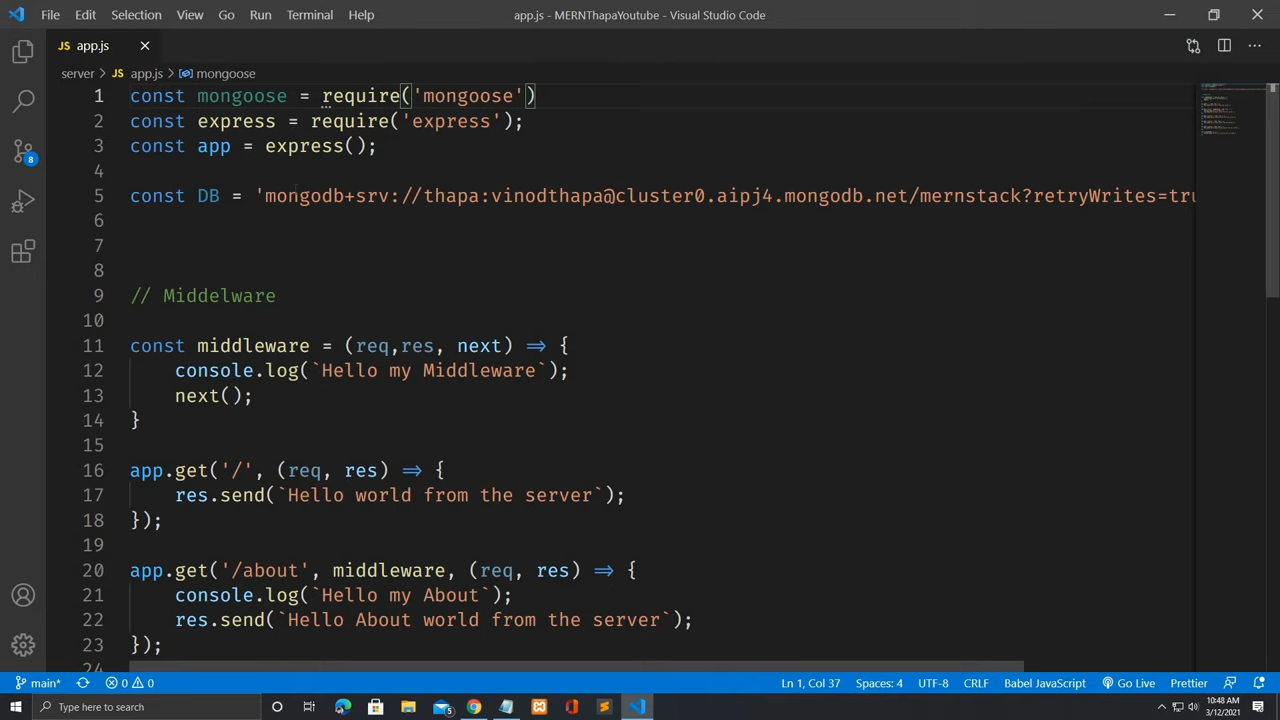 File Edit Selection View Go Run Terminal Help
app.js - MERNThapaYoutube - Visual Studio Code
JS app.js
server > JS app.js > mongoose
1 const mongoose = require('mongoose')
2 const express = require('express');
3 const app = express();
4
5 const DB = 'mongodb+srv://thapa:vinodthapa@cluster0.aipj4.mongodb.net/mernstack?retryWrites=tru
6
7
8
9 // Middelware
10
11 const middleware = (req,res, next) => {
12 console.log(`Hello my Middleware`);
13 next();
14 }
15
16 app.get('/', (req, res) => {
17 res.send(`Hello world from the server`);
18 });
19
20 app.get('/about', middleware, (req, res) => {
21 console.log(`Hello my About`);
22 res.send(`Hello About world from the server`);
23 });
24
8
main* 0 0 Ln 1, Col 37 Spaces: 4 UTF-8 CRLF Babel JavaScript Go Live Prettier
Type here to search
5
10:48 AM
3/12/2021